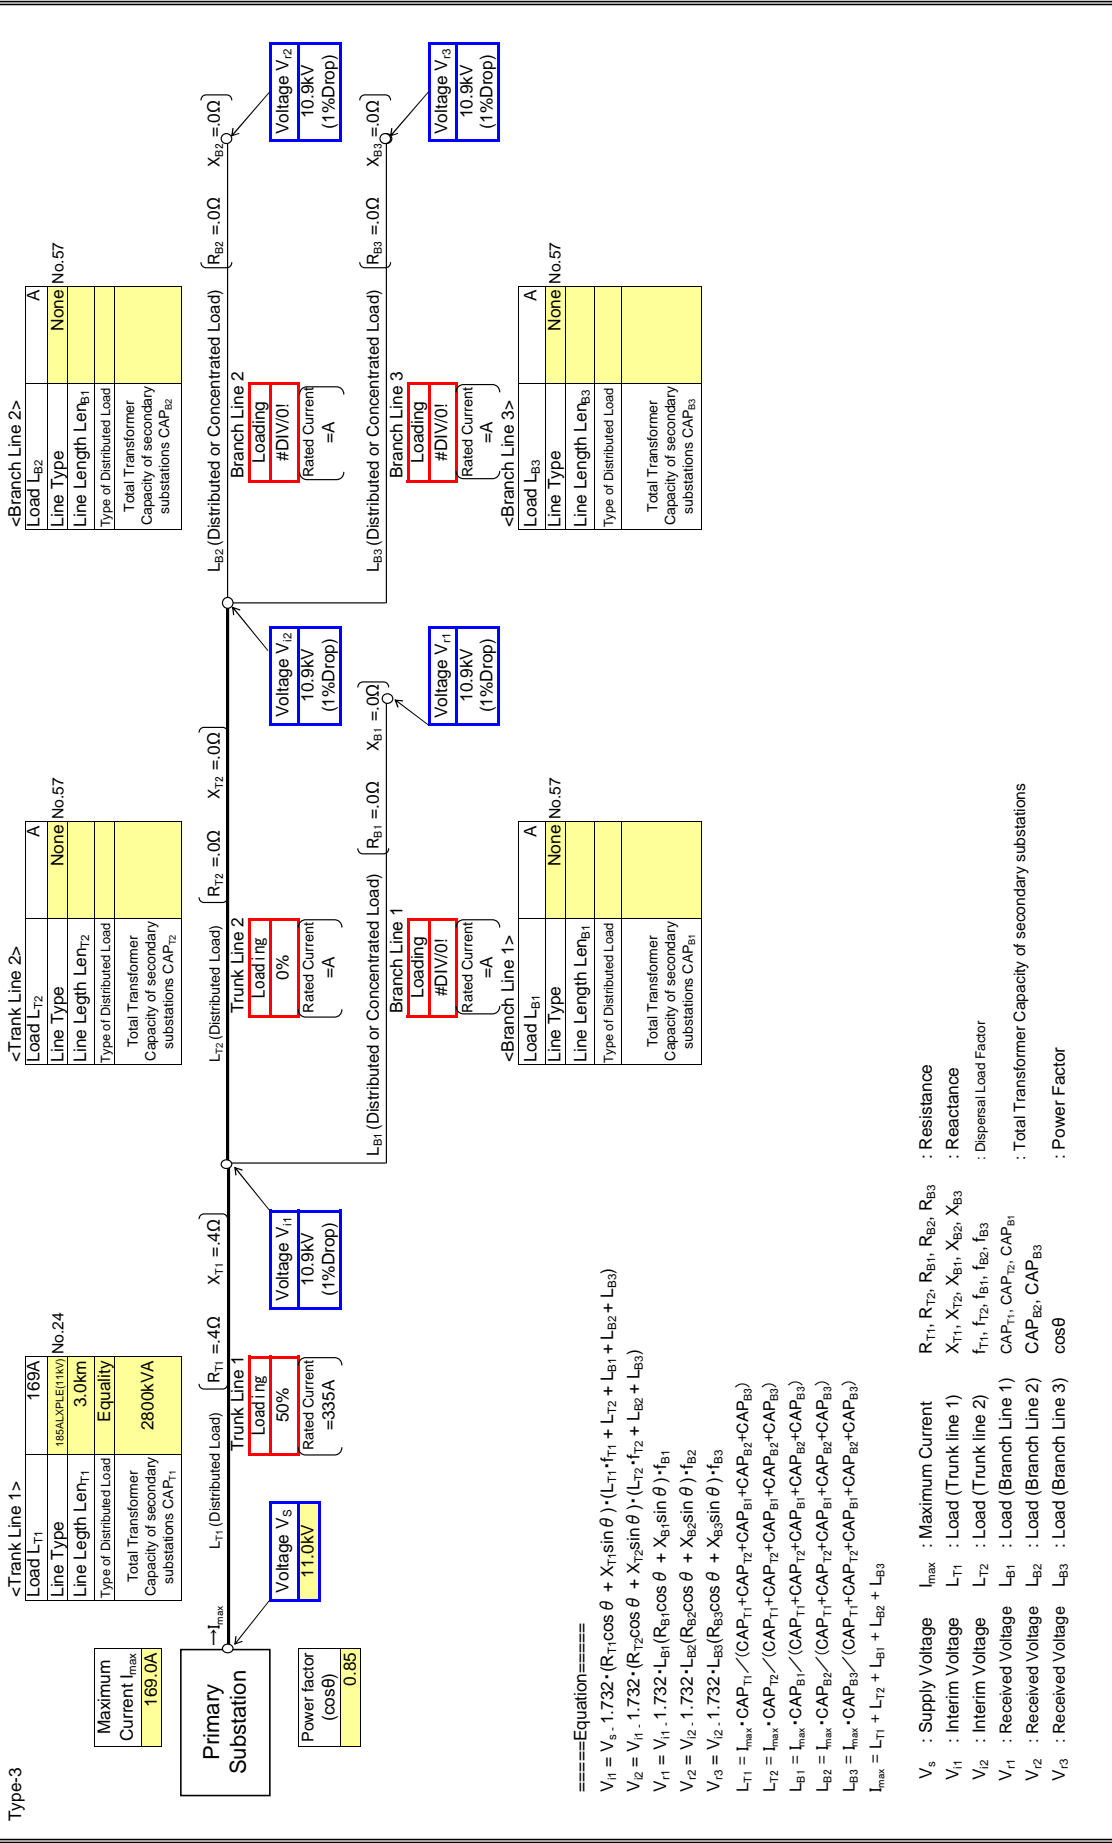 Type-3
Maximum
Current Imax
169.0A
<Trank Line 1>
Load LT1 169A
Line Type 185ALXPLE(11kV) No.24
Line Legth LenT1 3.0km
Type of Distributed Load Equality
Total Transformer
Capacity of secondary
substations CAPT1
2800kVA
<Trank Line 2>
Load LT2 A
Line Type None No.57
Line Length LenT2
Type of Distributed Load
Total Transformer
Capacity of secondary
substations CAPT2
<Branch Line 2>
Load LB2 A
Line Type None No.57
Line Length LenB1
Type of Distributed Load
Total Transformer
Capacity of secondary
substations CAPB2
Primary
Substation
→Imax
LT1 (Distributed Load) RT1 =.4Ω XT1 =.4Ω
LT2 (Distributed Load) RT2 =.0Ω XT2 =.0Ω
LB2 (Distributed or Concentrated Load) RB2 =.0Ω XB2 =.0Ω
Power factor
(cosθ)
0.85
Voltage VS
11.0kV
Trunk Line 1
Loading
50%
Rated Current
=335A
Voltage Vi1
10.9kV
(1%Drop)
Trunk Line 2
Loading
0%
Rated Current
=A
Voltage Vi2
10.9kV
(1%Drop)
Branch Line 2
Loading
#DIV/0!
Rated Current
=A
Voltage Vr2
10.9kV
(1%Drop)
LB1 (Distributed or Concentrated Load) RB1 =.0Ω XB1 =.0Ω
LB3 (Distributed or Concentrated Load) RB3 =.0Ω XB3 =.0Ω
Branch Line 1
Loading
#DIV/0!
Rated Current
=A
Voltage Vr1
10.9kV
(1%Drop)
Branch Line 3
Loading
#DIV/0!
Rated Current
=A
Voltage Vr3
10.9kV
(1%Drop)
<Branch Line 1>
Load LB1 A
Line Type None No.57
Line Length LenB1
Type of Distributed Load
Total Transformer
Capacity of secondary
substations CAPB1
<Branch Line 3>
Load LB3 A
Line Type None No.57
Line Length LenB3
Type of Distributed Load
Total Transformer
Capacity of secondary
substations CAPB3
=====Equation=====
Vi1 = Vs - 1.732・(RT1cos θ + XT1sin θ)・(LT1・fT1 + LT2 + LB1 + LB2 + LB3)
Vi2 = Vi1 - 1.732・(RT2cos θ + XT2sin θ)・(LT2・fT2 + LB2 + LB3)
Vr1 = Vi1 - 1.732・LB1(RB1cos θ + XB1sin θ)・fB1
Vr2 = Vi2 - 1.732・LB2(RB2cos θ + XB2sin θ)・fB2
Vr3 = Vi2 - 1.732・LB3(RB3cos θ + XB3sin θ)・fB3
LT1 = Imax・CAPT1／(CAPT1+CAPT2+CAPB1+CAPB2+CAPB3)
LT2 = Imax・CAPT2／(CAPT1+CAPT2+CAPB1+CAPB2+CAPB3)
LB1 = Imax・CAPB1／(CAPT1+CAPT2+CAPB1+CAPB2+CAPB3)
LB2 = Imax・CAPB2／(CAPT1+CAPT2+CAPB1+CAPB2+CAPB3)
LB3 = Imax・CAPB3／(CAPT1+CAPT2+CAPB1+CAPB2+CAPB3)
Imax = LT1 + LT2 + LB1 + LB2 + LB3
Vs : Supply Voltage Imax : Maximum Current RT1, RT2, RB1, RB2, RB3 : Resistance
Vi1 : Interim Voltage LT1 : Load (Trunk line 1) XT1, XT2, XB1, XB2, XB3 : Reactance
Vi2 : Interim Voltage LT2 : Load (Trunk line 2) fT1, fT2, fB1, fB2, fB3 : Dispersal Load Factor
Vr1 : Received Voltage LB1 : Load (Branch Line 1) CAPT1, CAPT2, CAPB1 : Total Transformer Capacity of secondary substations
Vr2 : Received Voltage LB2 : Load (Branch Line 2) CAPB2, CAPB3
Vr3 : Received Voltage LB3 : Load (Branch Line 3) cosθ : Power Factor